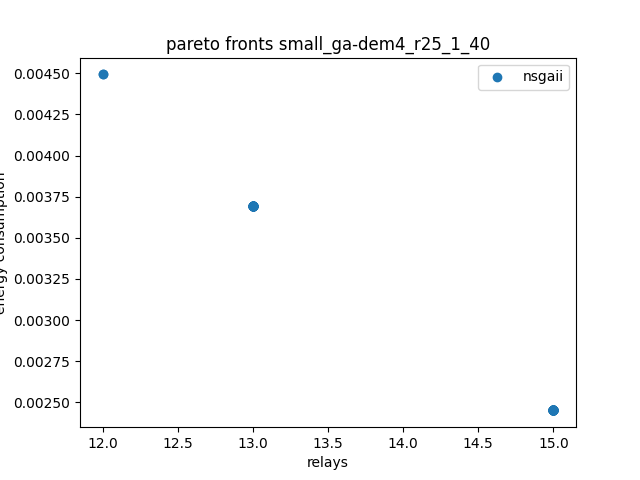 pareto fronts small_ga-dem4_r25_1_40
nsgaii
0.00450
0.00425
0.00400
0.00375
0.00350
0.00325
0.00300
0.00275
0.00250
energy consumption
12.0 12.5 13.0 13.5 14.0 14.5 15.0
relays